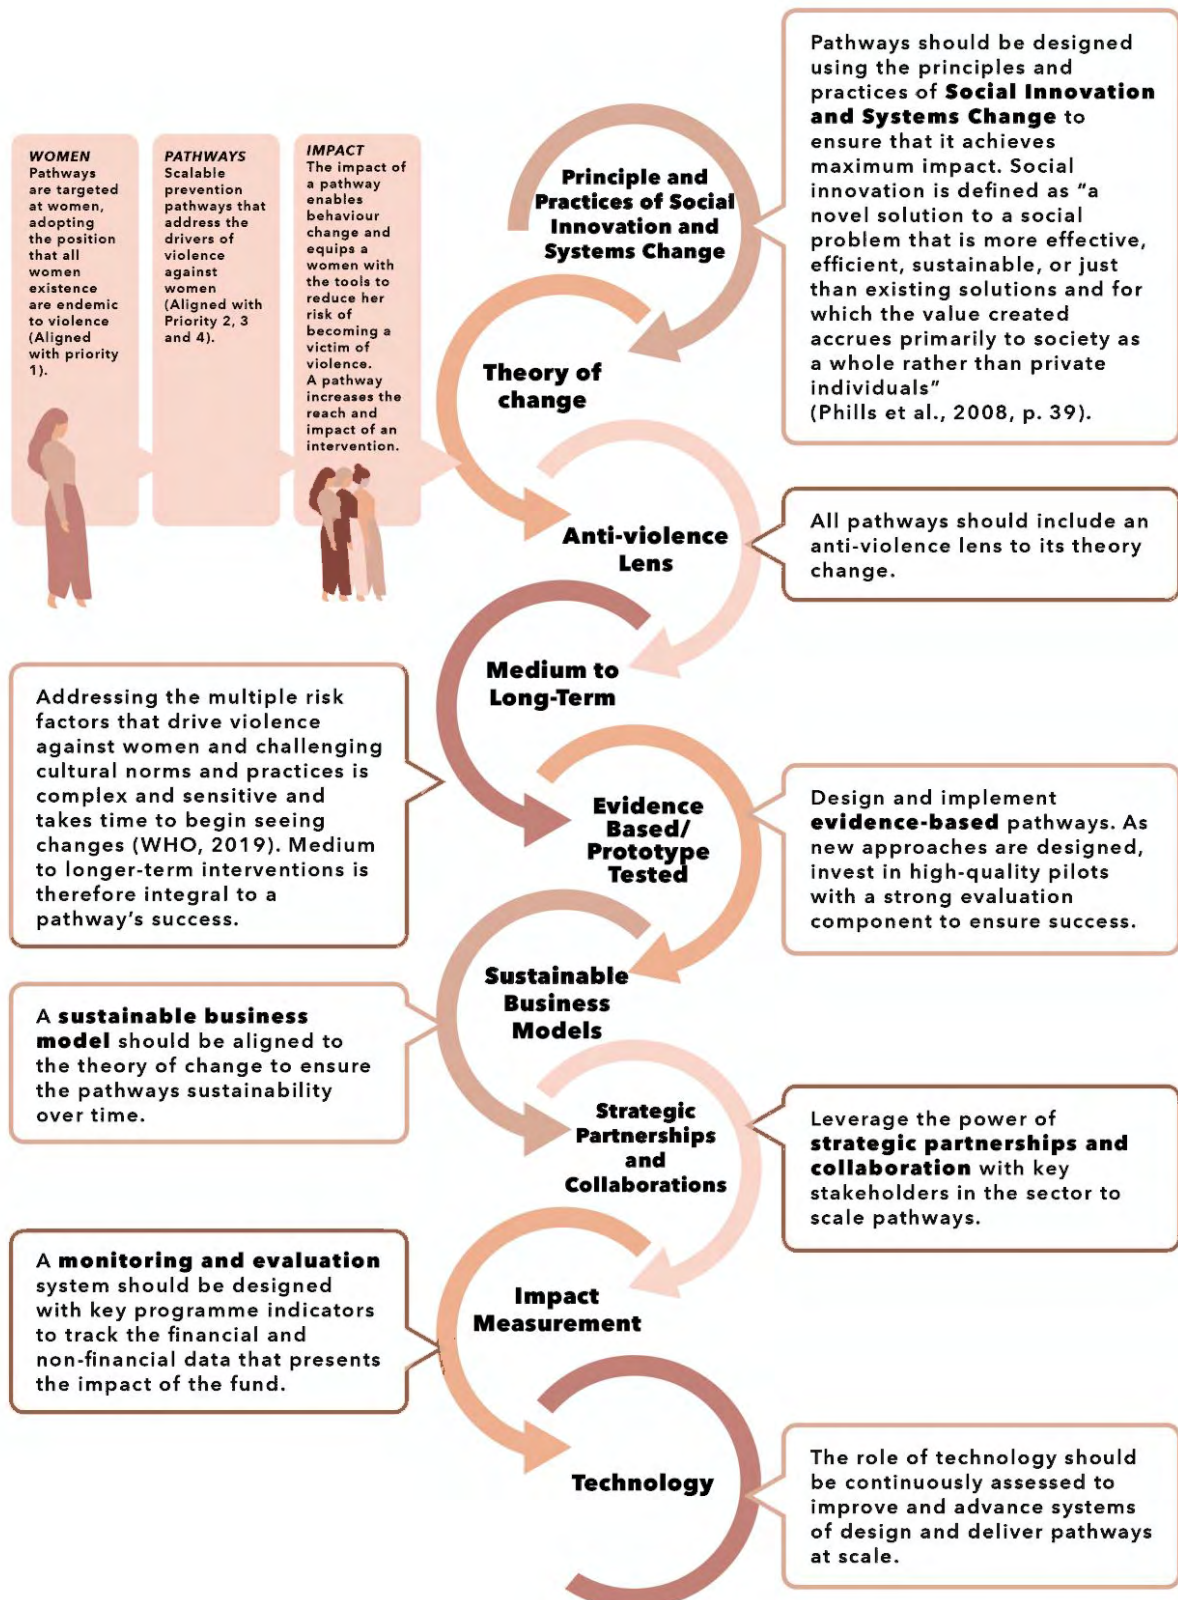 Pathways should be designed
using the principles and
practices of Social Innovation
and Systems Change to
ensure that it achieves
maximum impact. Social
innovation is defined as “a
novel solution to a social
problem that is more effective,
efficient, sustainable, or just
than existing solutions and for
which the value created
accrues primarily to society as
a whole rather than private
individuals”
(Phills et al., 2008, p. 39).
Principle and
Practices of Social
Innovation and
Systems Change
WOMEN
Pathways
are targeted
at women,
adopting
the position
that all
women
existence
are endemic
to violence
(Aligned
with priority
1).
PATHWAYS
Scalable
prevention
pathways that
address the
drivers of
violence
against
women
(Aligned with
Priority 2, 3
and 4).
IMPACT
The impact of
a pathway
enables
behaviour
change and
equips a
women with
the tools to
reduce her
risk of
becoming a
victim of
violence.
A pathway
increases the
reach and
impact of an
intervention.
Theory of
change
Anti-violence
Lens
All pathways should include an
anti-violence lens to its theory
change.
Medium to
Long-Term
Addressing the multiple risk
factors that drive violence
against women and challenging
cultural norms and practices is
complex and sensitive and
takes time to begin seeing
changes (WHO, 2019). Medium
to longer-term interventions is
therefore integral to a
pathway’s success.
Evidence
Based/
Prototype
Tested
Design and implement
evidence-based pathways. As
new approaches are designed,
invest in high-quality pilots
with a strong evaluation
component to ensure success.
Sustainable
Business
Models
A sustainable business
model should be aligned to
the theory of change to ensure
the pathways sustainability
over time.
Strategic
Partnerships
and
Collaborations
Leverage the power of
strategic partnerships and
collaboration with key
stakeholders in the sector to
scale pathways.
Impact
Measurement
A monitoring and evaluation
system should be designed
with key programme indicators
to track the financial and
non-financial data that presents
the impact of the fund.
Technology
The role of technology should
be continuously assessed to
improve and advance systems
of design and deliver pathways
at scale.